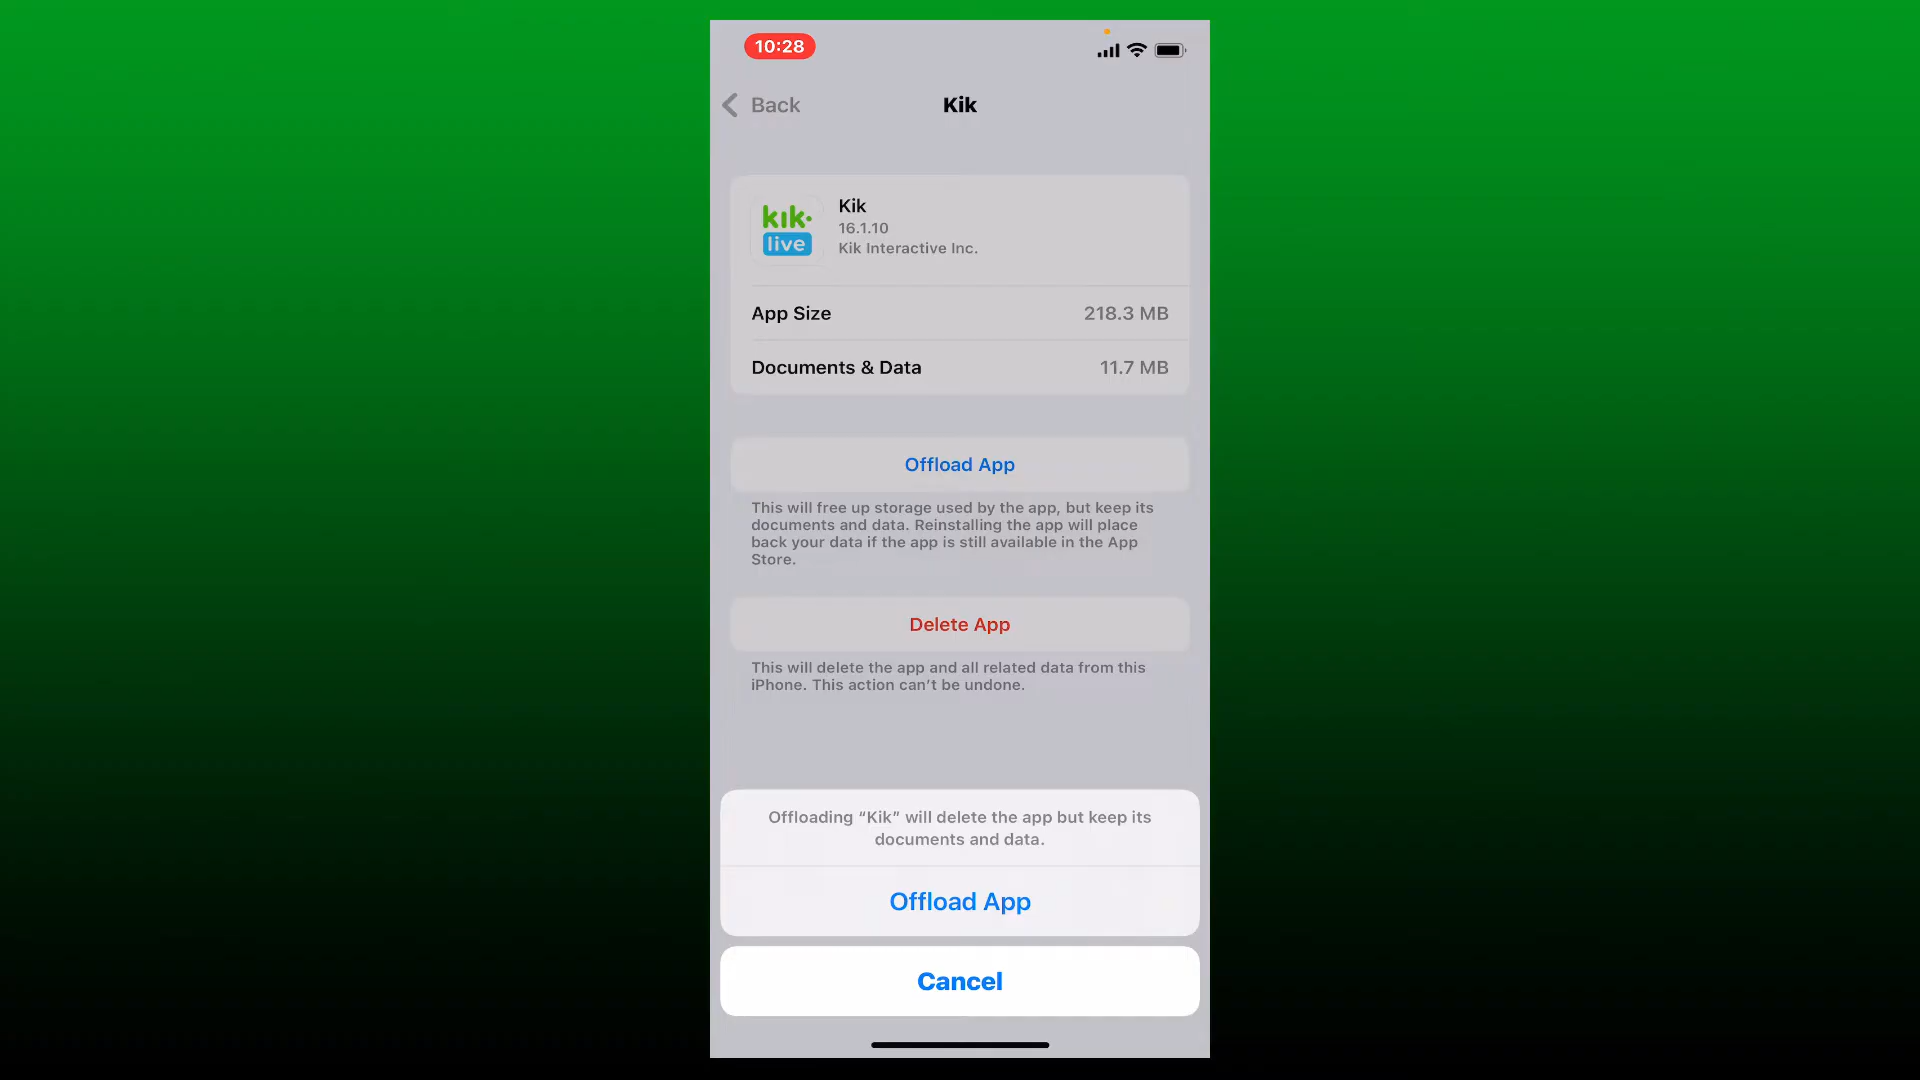 10:28
Back
Kik
kik.
live
Kik
16.1.10
Kik Interactive Inc.
App Size
218.3 MB
Documents & Data
11.7 MB
Offload App
This will free up storage used by the app, but keep its
documents and data. Reinstalling the app will place
back your data if the app is still available in the App
Store.
Delete App
This will delete the app and all related data from this
iPhone. This action can’t be undone.
Offloading “Kik” will delete the app but keep its
documents and data.
Offload App
Cancel